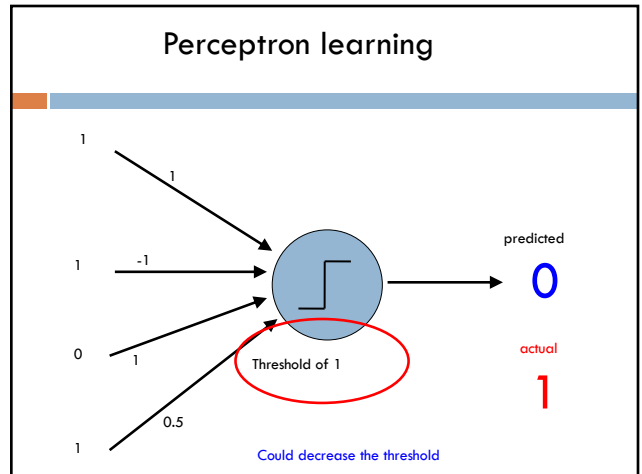 Perceptron learning
1
1
1
-1
predicted
0
0
1
Threshold of 1
actual
1
1
0.5
Could decrease the threshold